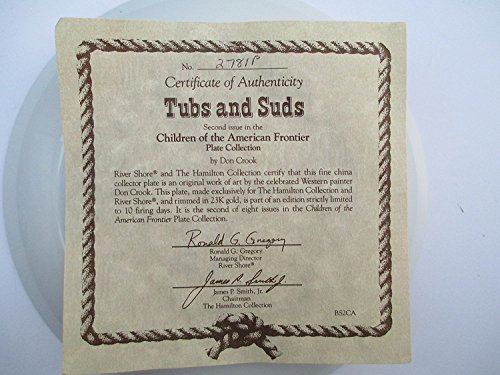 No. 2781P
Certificate of Authenticity
Tubs and Suds
Second issue in the
Children of the American Frontier
Plate Collection
by Don Crook
River Shore® and The Hamilton Collection certify that this fine china
collector plate is an original work of art by the celebrated Western painter
Don Crook. This plate, made exclusively for The Hamilton Collection and
River Shore®, and rimmed in 23K gold, is part of an edition strictly limited
to 10 firing days. It is the second of eight issues in the Children of the
American Frontier Plate Collection.
Ronald G. Gregory
Ronald G. Gregory
Managing Director
River Shore®
James P. Smith, Jr.
James P. Smith, Jr.
Chairman
The Hamilton Collection
BS2CA